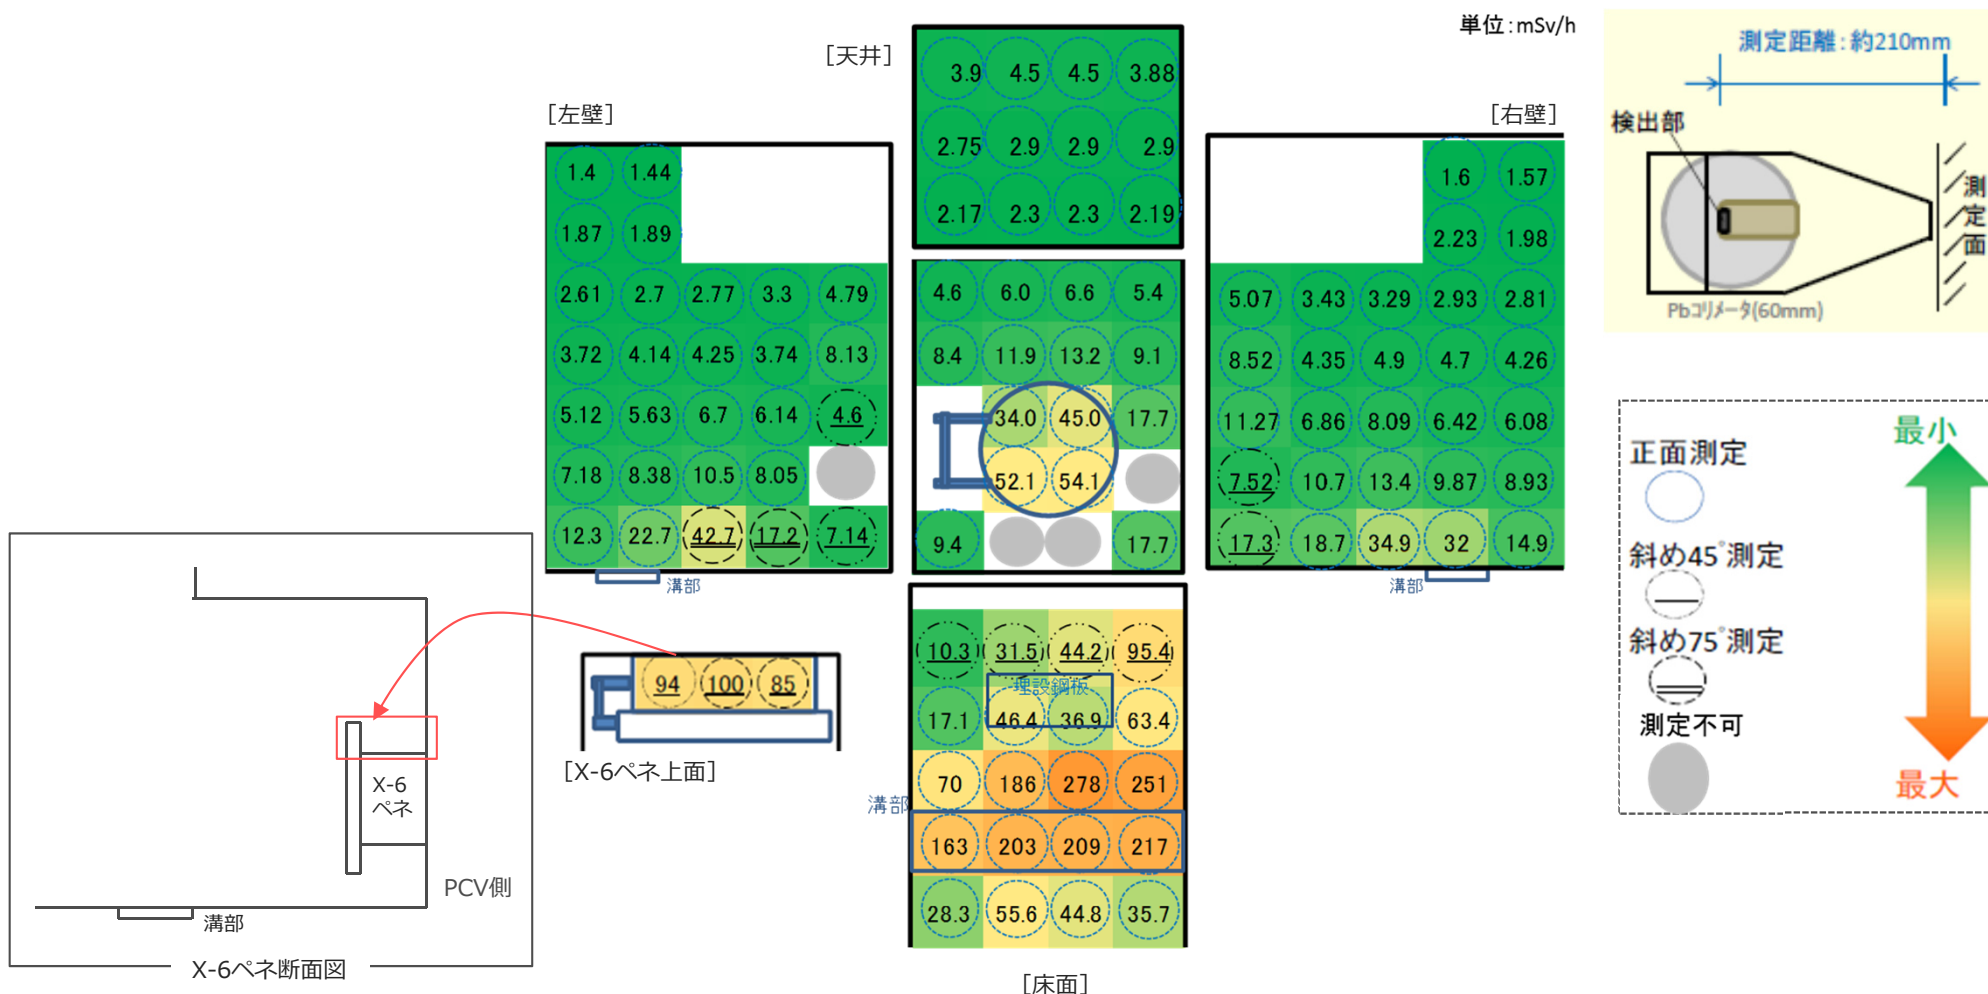 単位：mSv/h
[天井]
3.9 4.5 4.5 3.88
2.75 2.9 2.9 2.9
2.17 2.3 2.3 2.19
[左壁]
1.4 1.44
1.87 1.89
2.61 2.7 2.77 3.3 4.79
3.72 4.14 4.25 3.74 8.13
5.12 5.63 6.7 6.14 4.6
7.18 8.38 10.5 8.05
12.3 22.7 42.7 17.2 7.14
溝部
4.6 6.0 6.6 5.4
8.4 11.9 13.2 9.1
34.0 45.0 17.7
52.1 54.1
9.4 17.7
[右壁]
1.6 1.57
2.23 1.98
5.07 3.43 3.29 2.93 2.81
8.52 4.35 4.9 4.7 4.26
11.27 6.86 8.09 6.42 6.08
7.52 10.7 13.4 9.87 8.93
17.3 18.7 34.9 32 14.9
溝部
測定距離：約210mm
検出部
測定面
Pbコリメータ(60mm)
正面測定
斜め45°測定
斜め75°測定
測定不可
最小
最大
94 100 85
[X-6ペネ上面]
10.3 31.5 44.2 95.4
埋設鋼板
17.1 46.4 36.9 63.4
70 186 278 251
溝部
163 203 209 217
28.3 55.6 44.8 35.7
[床面]
X-6
ペネ
PCV側
溝部
X-6ペネ断面図